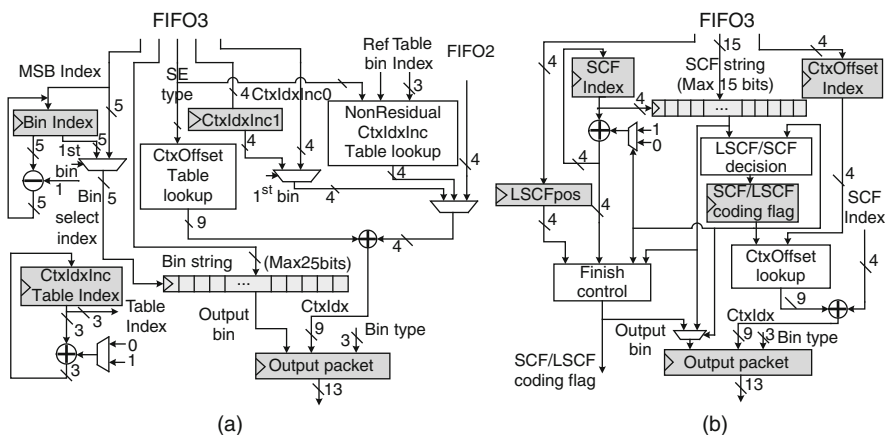 FIFO3
MSB Index
SE
type
4
CtxIdxInc0
Ref Table
bin Index
3
FIFO2
5
Bin Index
1st
5
5
bin
1
5
Bin
select
index
5
CtxIdxInc1
4
4
CtxOffset
Table
lookup
9
1st bin
4
NonResidual
CtxIdxInc
Table lookup
4
4
4
CtxIdxInc
Table Index
3
3
Table
Index
3
0
1
Bin string
(Max25bits)
...
Output
bin
CtxIdx
9
3
Bin type
Output packet
13
(a)
FIFO3
4
SCF
Index
15
SCF string
(Max 15 bits)
4
CtxOffset
Index
4
...
1
0
4
LSCF/SCF
decision
LSCFpos
4
4
SCF/LSCF
coding flag
4
SCF
Index
4
Finish
control
CtxOffset
lookup
9
Output
bin
CtxIdx
9
3
Bin type
SCF/LSCF
coding flag
Output packet
13
(b)